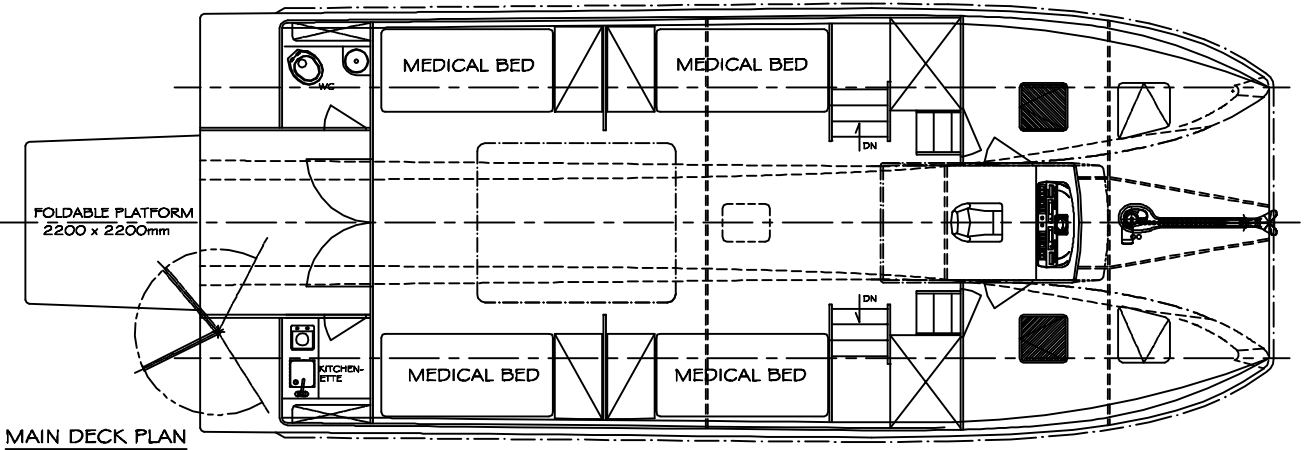 MEDICAL BED
MEDICAL BED
WC
DN
FOLDABLE PLATFORM
2200 x 2200mm
DN
KITCHEN-
ETTE
MEDICAL BED
MEDICAL BED
MAIN DECK PLAN